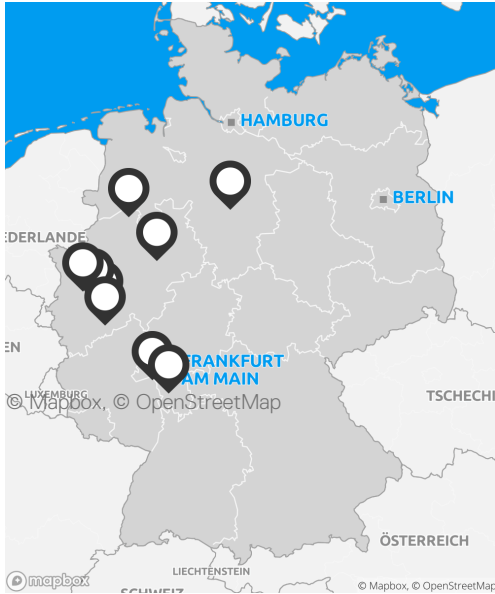 HAMBURG
BERLIN
EDERLANDE
EN
FRANKFURT
AM MAIN
LUXEMBURG
© Mapbox, © OpenStreetMap
TSCHECHI
ÖSTERREICH
LIECHTENSTEIN
SCHWEIZ
mapbox
© Mapbox, © OpenStreetMap